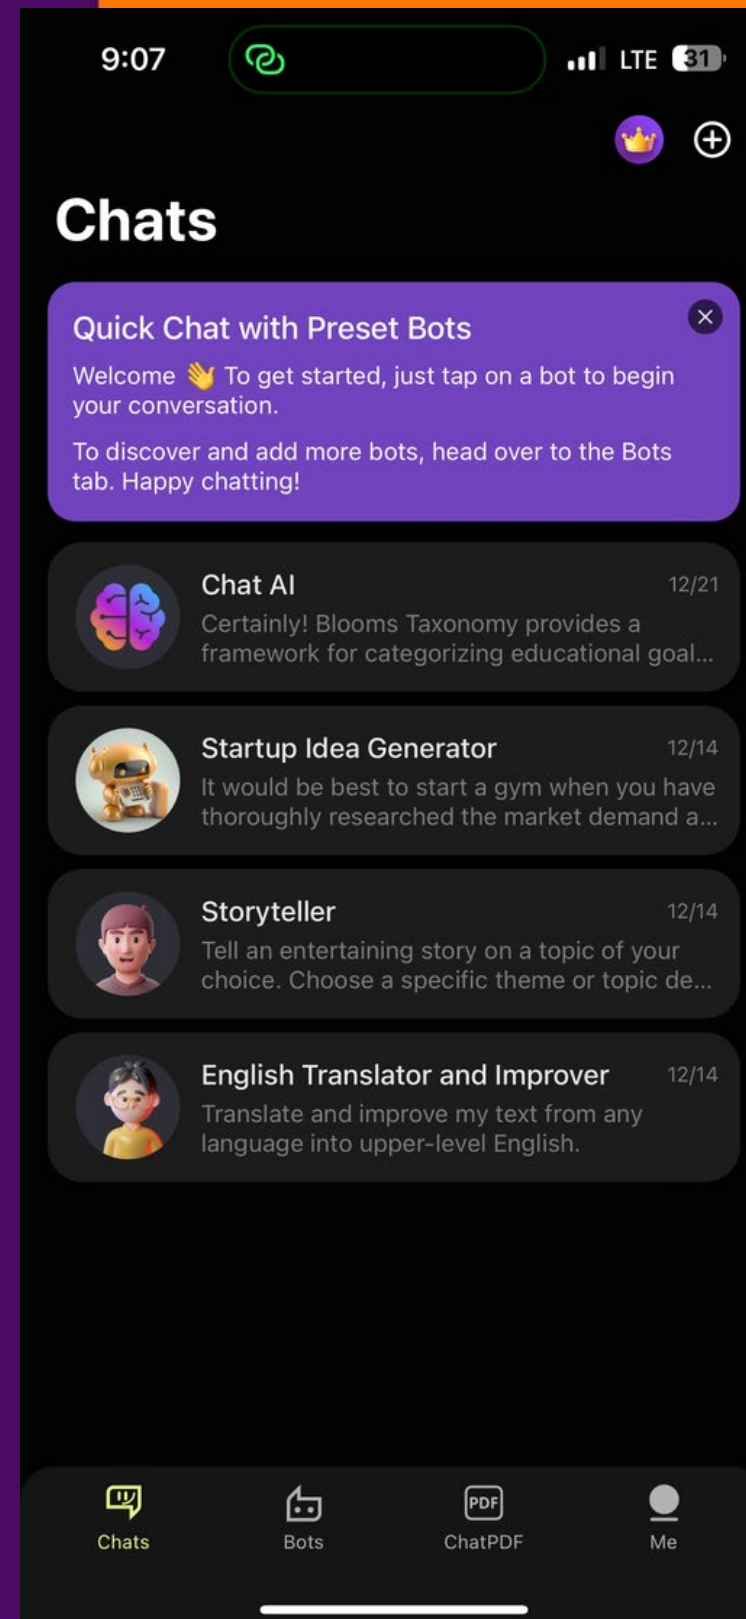 9:07 LTE 31
Chats
Quick Chat with Preset Bots
Welcome 👋 To get started, just tap on a bot to begin
your conversation.
To discover and add more bots, head over to the Bots
tab. Happy chatting!
Chat AI 12/21
Certainly! Blooms Taxonomy provides a
framework for categorizing educational goal...
Startup Idea Generator 12/14
It would be best to start a gym when you have
thoroughly researched the market demand a...
Storyteller 12/14
Tell an entertaining story on a topic of your
choice. Choose a specific theme or topic de...
English Translator and Improver 12/14
Translate and improve my text from any
language into upper-level English.
PDF
Chats Bots ChatPDF Me